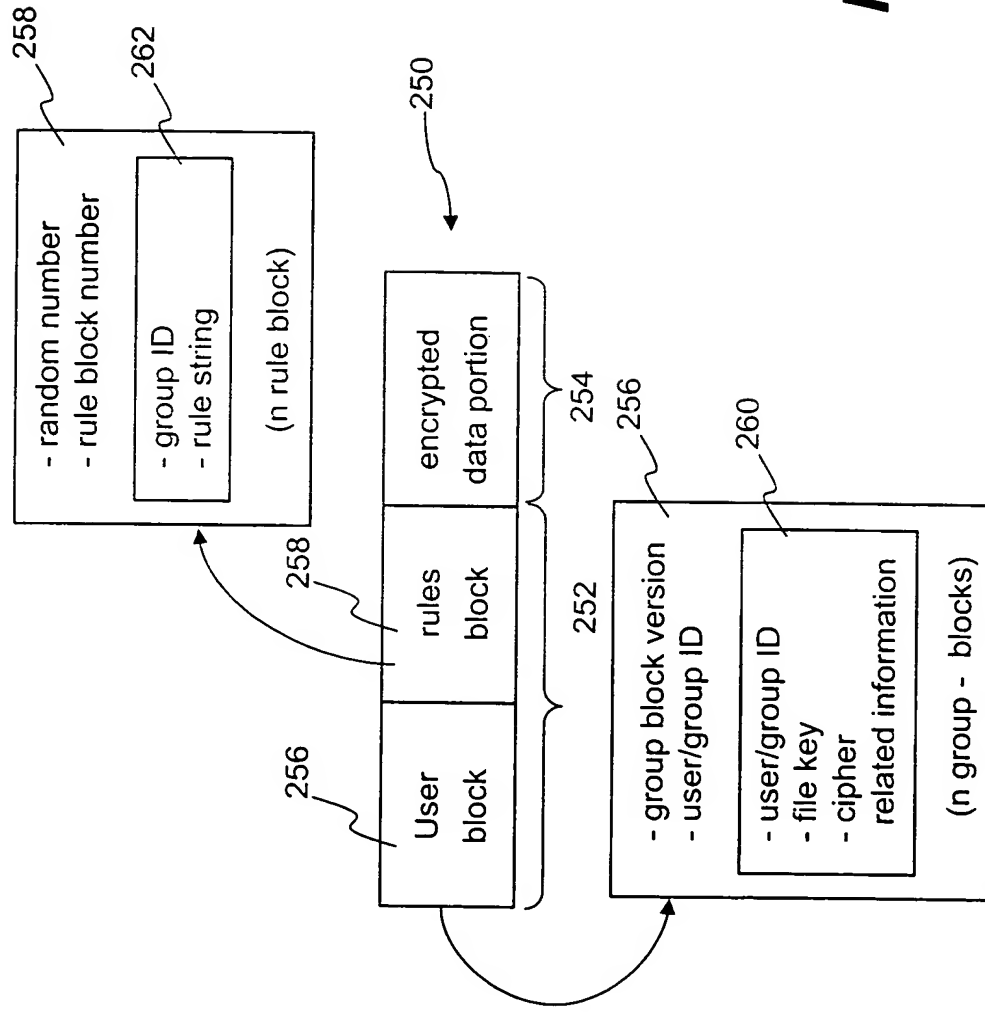 258
- random number
- rule block number
262
- group ID
- rule string
(n rule block)
250
256
User
block
258
rules
block
encrypted
data portion
252
254
256
- group block version
- user/group ID
260
- user/group ID
- file key
- cipher
related information
(n group - blocks)